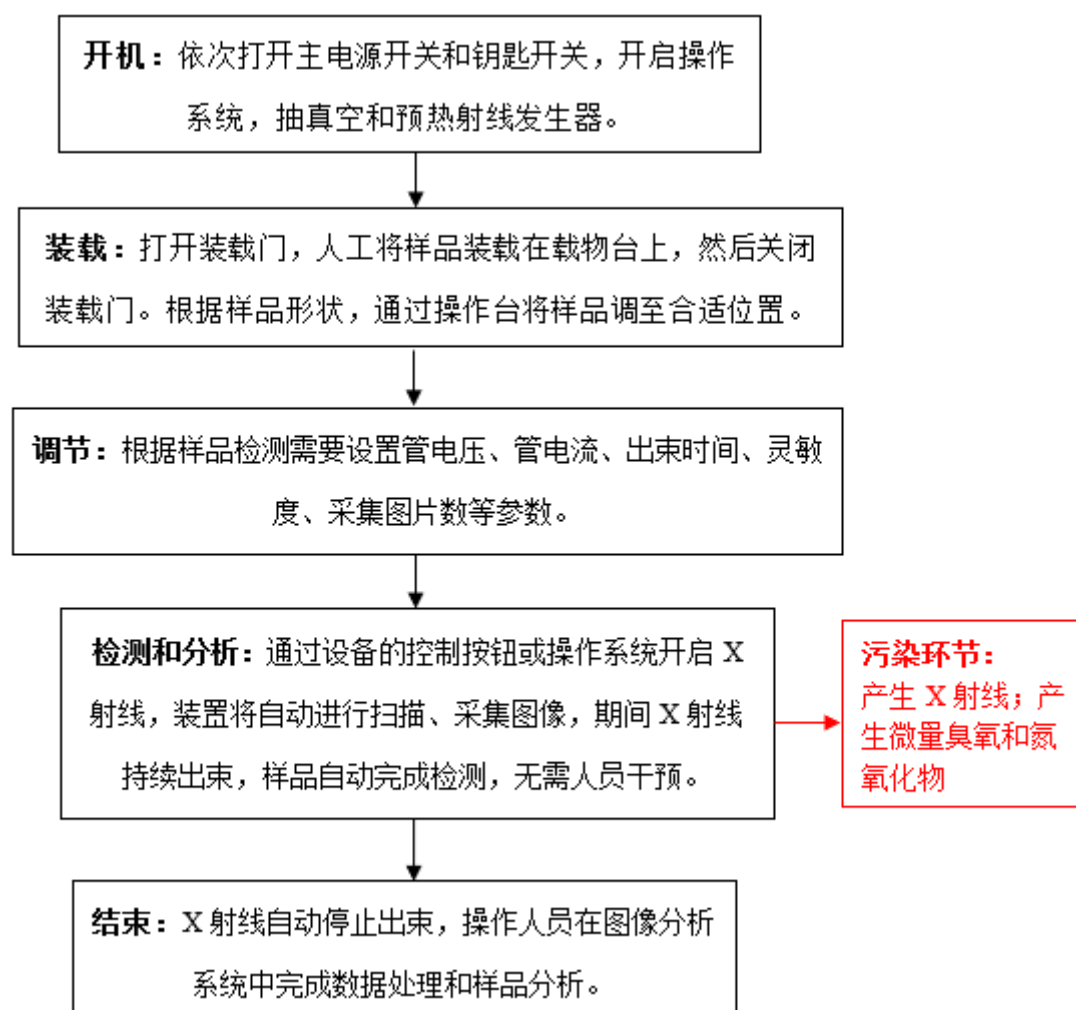 开机：依次打开主电源开关和钥匙开关，开启操作
系统，抽真空和预热射线发生器。
装载：打开装载门，人工将样品装载在载物台上，然后关闭
装载门。根据样品形状，通过操作台将样品调至合适位置。
调节：根据样品检测需要设置管电压、管电流、出束时间、灵敏
度、采集图片数等参数。
检测和分析：通过设备的控制按钮或操作系统开启 X
射线，装置将自动进行扫描、采集图像，期间 X 射线
持续出束，样品自动完成检测，无需人员干预。
污染环节：
产生 X 射线；产
生微量臭氧和氮
氧化物
结束：X 射线自动停止出束，操作人员在图像分析
系统中完成数据处理和样品分析。